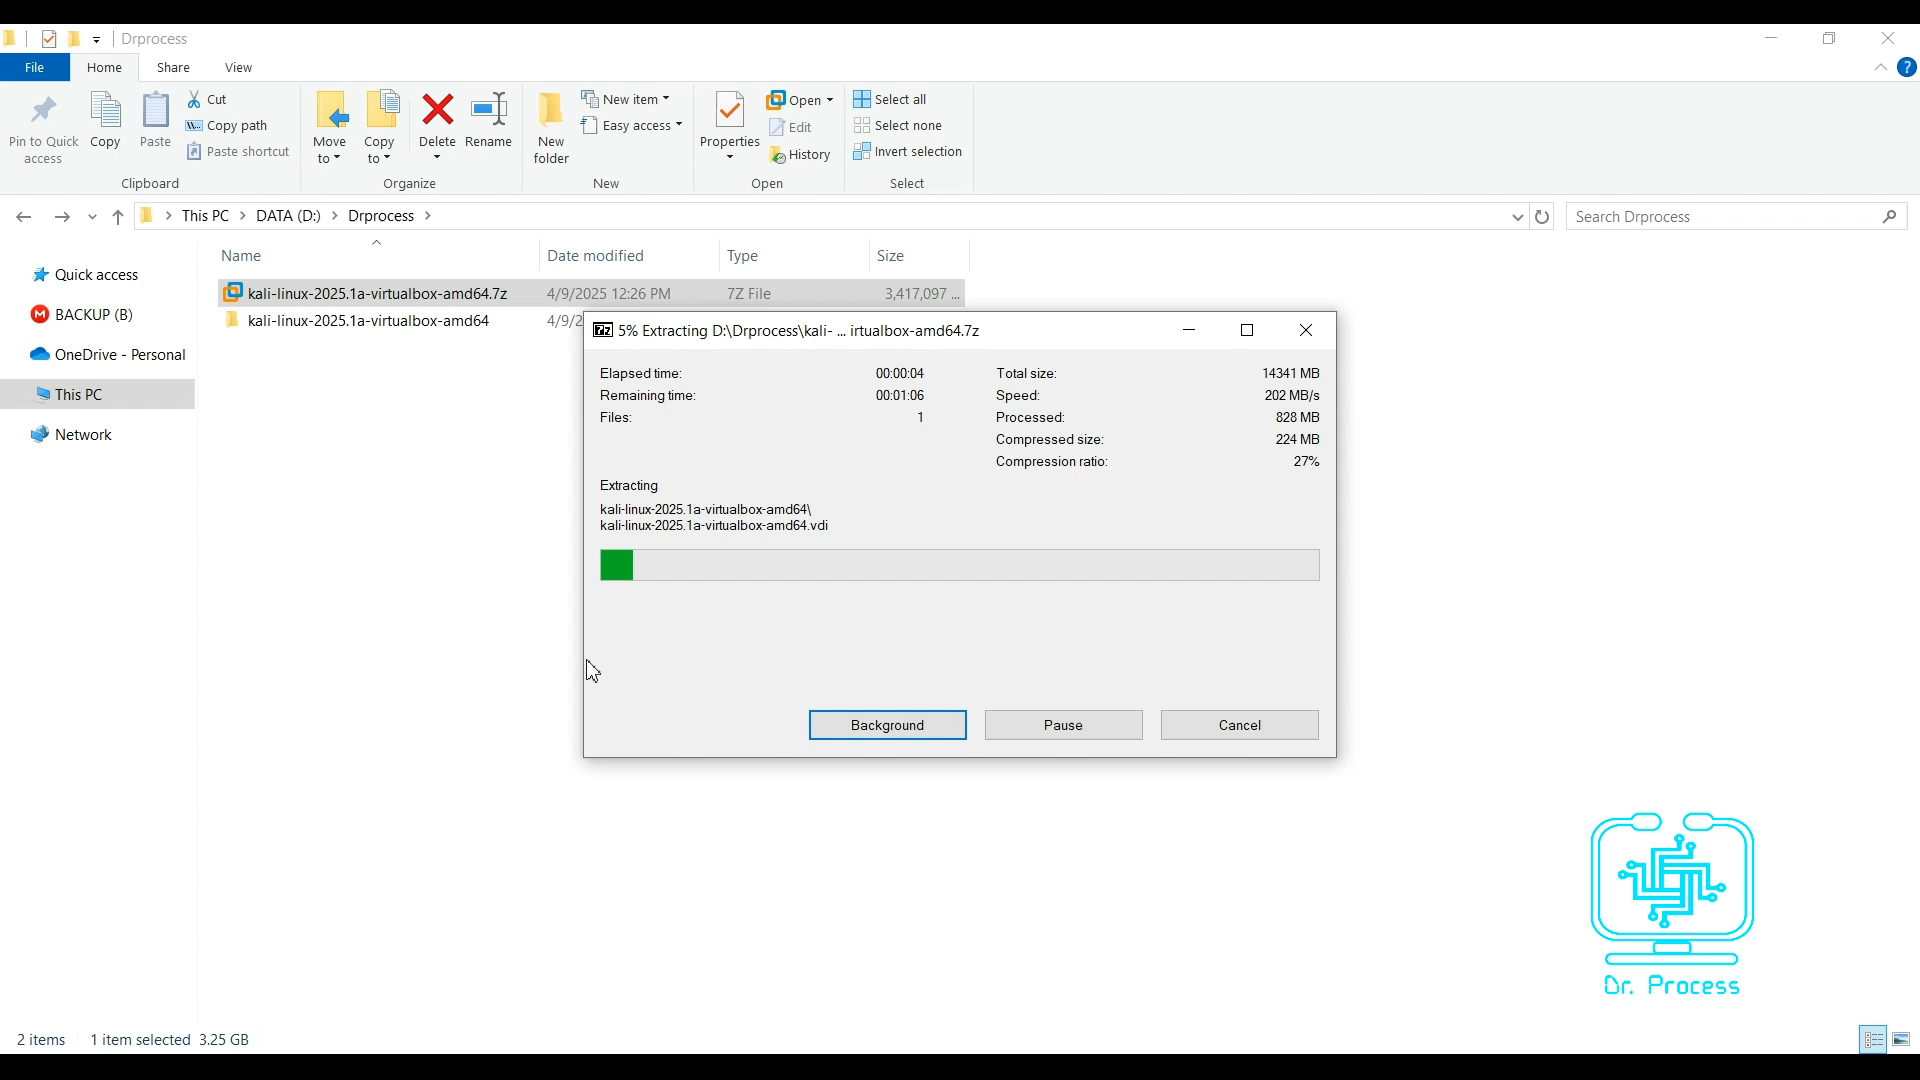 Drprocess
File Home Share View
Pin to Quick access
Copy
Paste
Cut
Copy path
Paste shortcut
Clipboard
Move to
Copy to
Delete
Rename
Organize
New folder
New item
Easy access
New
Properties
Open
Edit
History
Open
Select all
Select none
Invert selection
Select
This PC > DATA (D:) > Drprocess >
Search Drprocess
Name Date modified Type Size
kali-linux-2025.1a-virtualbox-amd64.7z 4/9/2025 12:26 PM 7Z File 3,417,097 ...
kali-linux-2025.1a-virtualbox-amd64 4/9/2
Quick access
BACKUP (B)
OneDrive - Personal
This PC
Network
7z 5% Extracting D:\Drprocess\kali- ... irtualbox-amd64.7z
Elapsed time: 00:00:04 Total size: 14341 MB
Remaining time: 00:01:06 Speed: 202 MB/s
Files: 1 Processed: 828 MB
Compressed size: 224 MB
Compression ratio: 27%
Extracting
kali-linux-2025.1a-virtualbox-amd64\
kali-linux-2025.1a-virtualbox-amd64.vdi
Background Pause Cancel
Dr. Process
2 items 1 item selected 3.25 GB